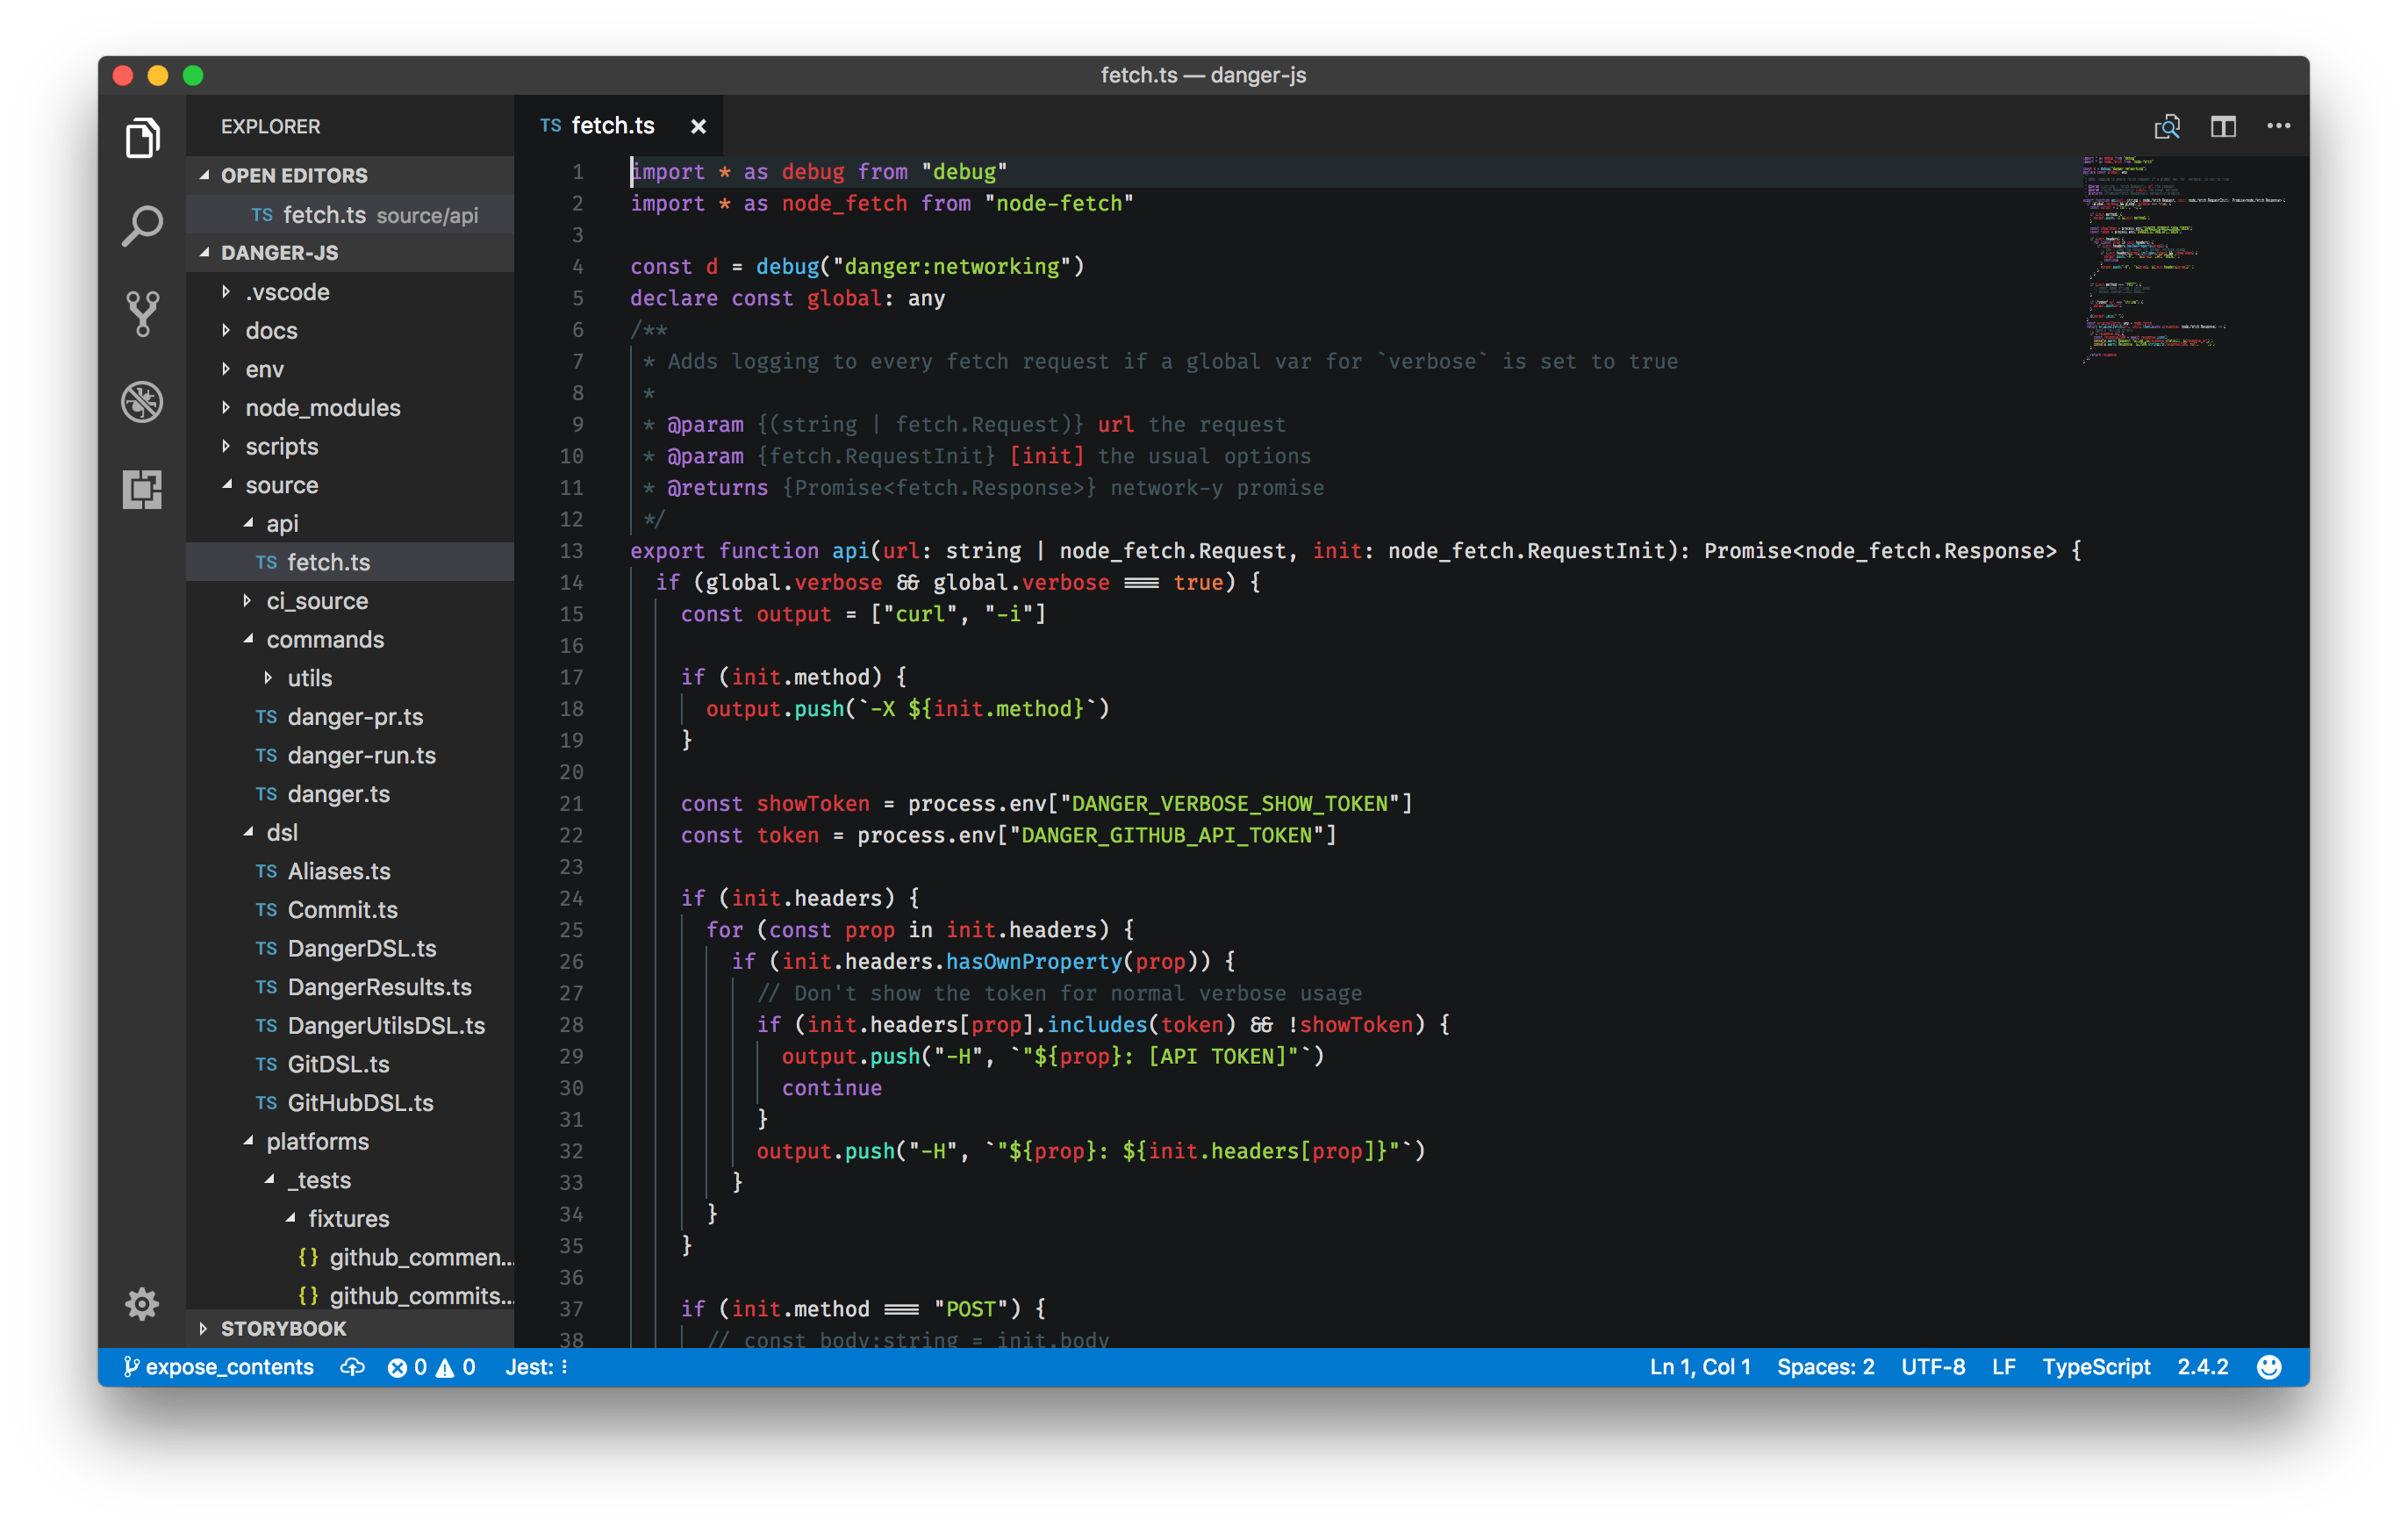 fetch.ts — danger-js
EXPLORER
OPEN EDITORS
TS fetch.ts source/api
DANGER-JS
.vscode
docs
env
node_modules
scripts
source
api
TS fetch.ts
ci_source
commands
utils
TS danger-pr.ts
TS danger-run.ts
TS danger.ts
dsl
TS Aliases.ts
TS Commit.ts
TS DangerDSL.ts
TS DangerResults.ts
TS DangerUtilsDSL.ts
TS GitDSL.ts
TS GitHubDSL.ts
platforms
_tests
fixtures
{} github_commen...
{} github_commits...
STORYBOOK
TS fetch.ts
1 import * as debug from "debug"
2 import * as node_fetch from "node-fetch"
3
4 const d = debug("danger:networking")
5 declare const global: any
6 /**
7 * Adds logging to every fetch request if a global var for `verbose` is set to true
8 *
9 * @param {(string | fetch.Request)} url the request
10 * @param {fetch.RequestInit} [init] the usual options
11 * @returns {Promise<fetch.Response>} network-y promise
12 */
13 export function api(url: string | node_fetch.Request, init: node_fetch.RequestInit): Promise<node_fetch.Response> {
14 if (global.verbose && global.verbose === true) {
15 const output = ["curl", "-i"]
16
17 if (init.method) {
18 output.push(`-X ${init.method}`)
19 }
20
21 const showToken = process.env["DANGER_VERBOSE_SHOW_TOKEN"]
22 const token = process.env["DANGER_GITHUB_API_TOKEN"]
23
24 if (init.headers) {
25 for (const prop in init.headers) {
26 if (init.headers.hasOwnProperty(prop)) {
27 // Don't show the token for normal verbose usage
28 if (init.headers[prop].includes(token) && !showToken) {
29 output.push("-H", `"${prop}: [API TOKEN]"`)
30 continue
31 }
32 output.push("-H", `"${prop}: ${init.headers[prop]}"`)
33 }
34 }
35 }
36
37 if (init.method === "POST") {
38 // const body:string = init.body
expose_contents 0 0 Jest: Ln 1, Col 1 Spaces: 2 UTF-8 LF TypeScript 2.4.2